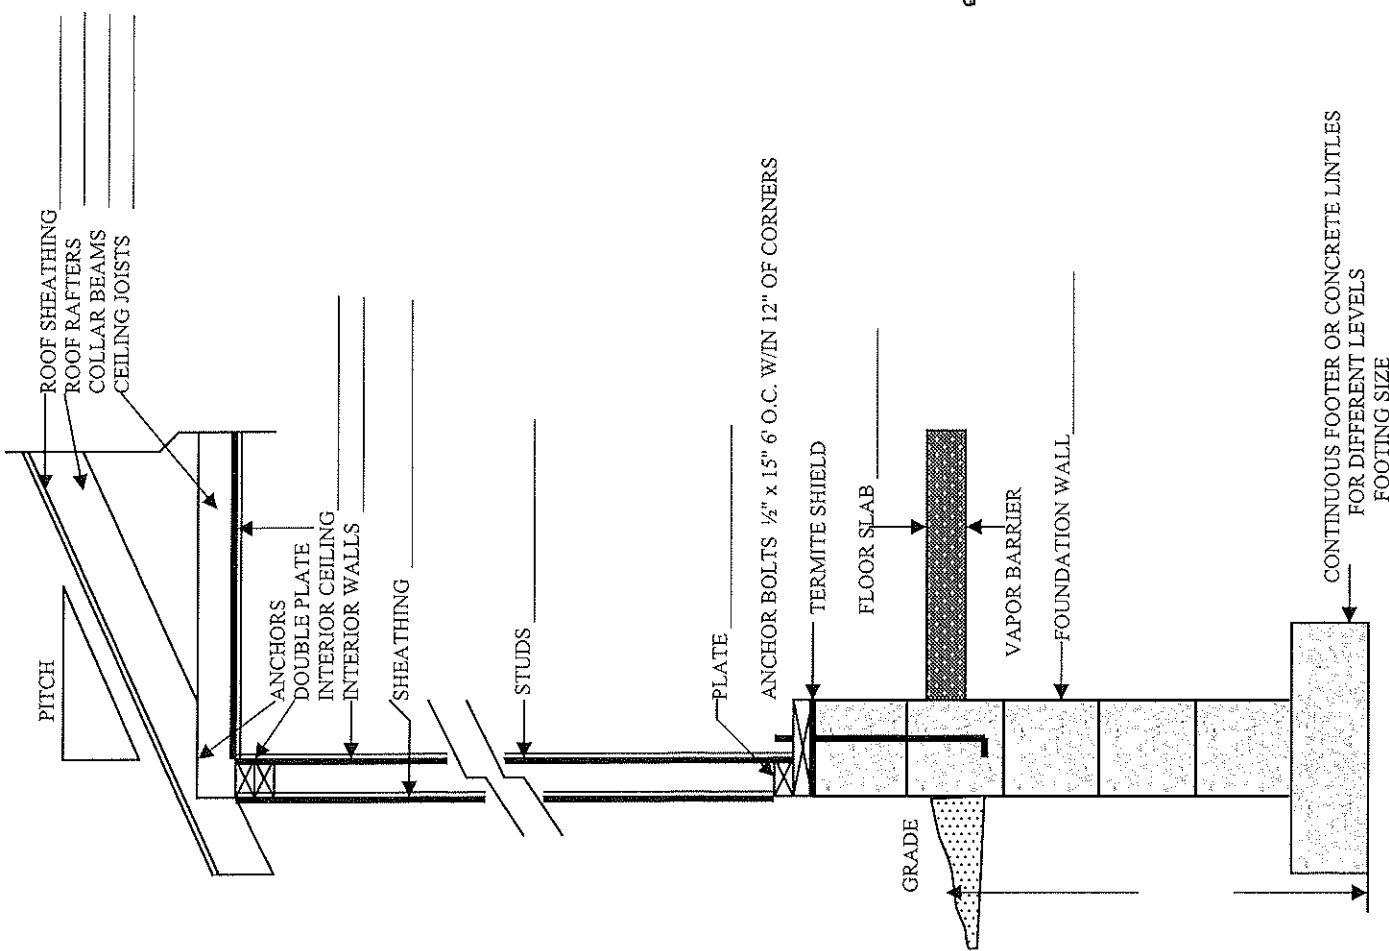 PITCH
ROOF SHEATHING
ROOF RAFTERS
COLLAR BEAMS
CEILING JOISTS
ANCHORS
DOUBLE PLATE
INTERIOR CEILING
INTERIOR WALLS
SHEATHING
STUDS
PLATE
ANCHOR BOLTS ½" x 15" 6' O.C. W/IN 12" OF CORNERS
TERMITE SHIELD
FLOOR SLAB
GRADE
VAPOR BARRIER
FOUNDATION WALL
CONTINUOUS FOOTER OR CONCRETE LINTLES
FOR DIFFERENT LEVELS
FOOTING SIZE